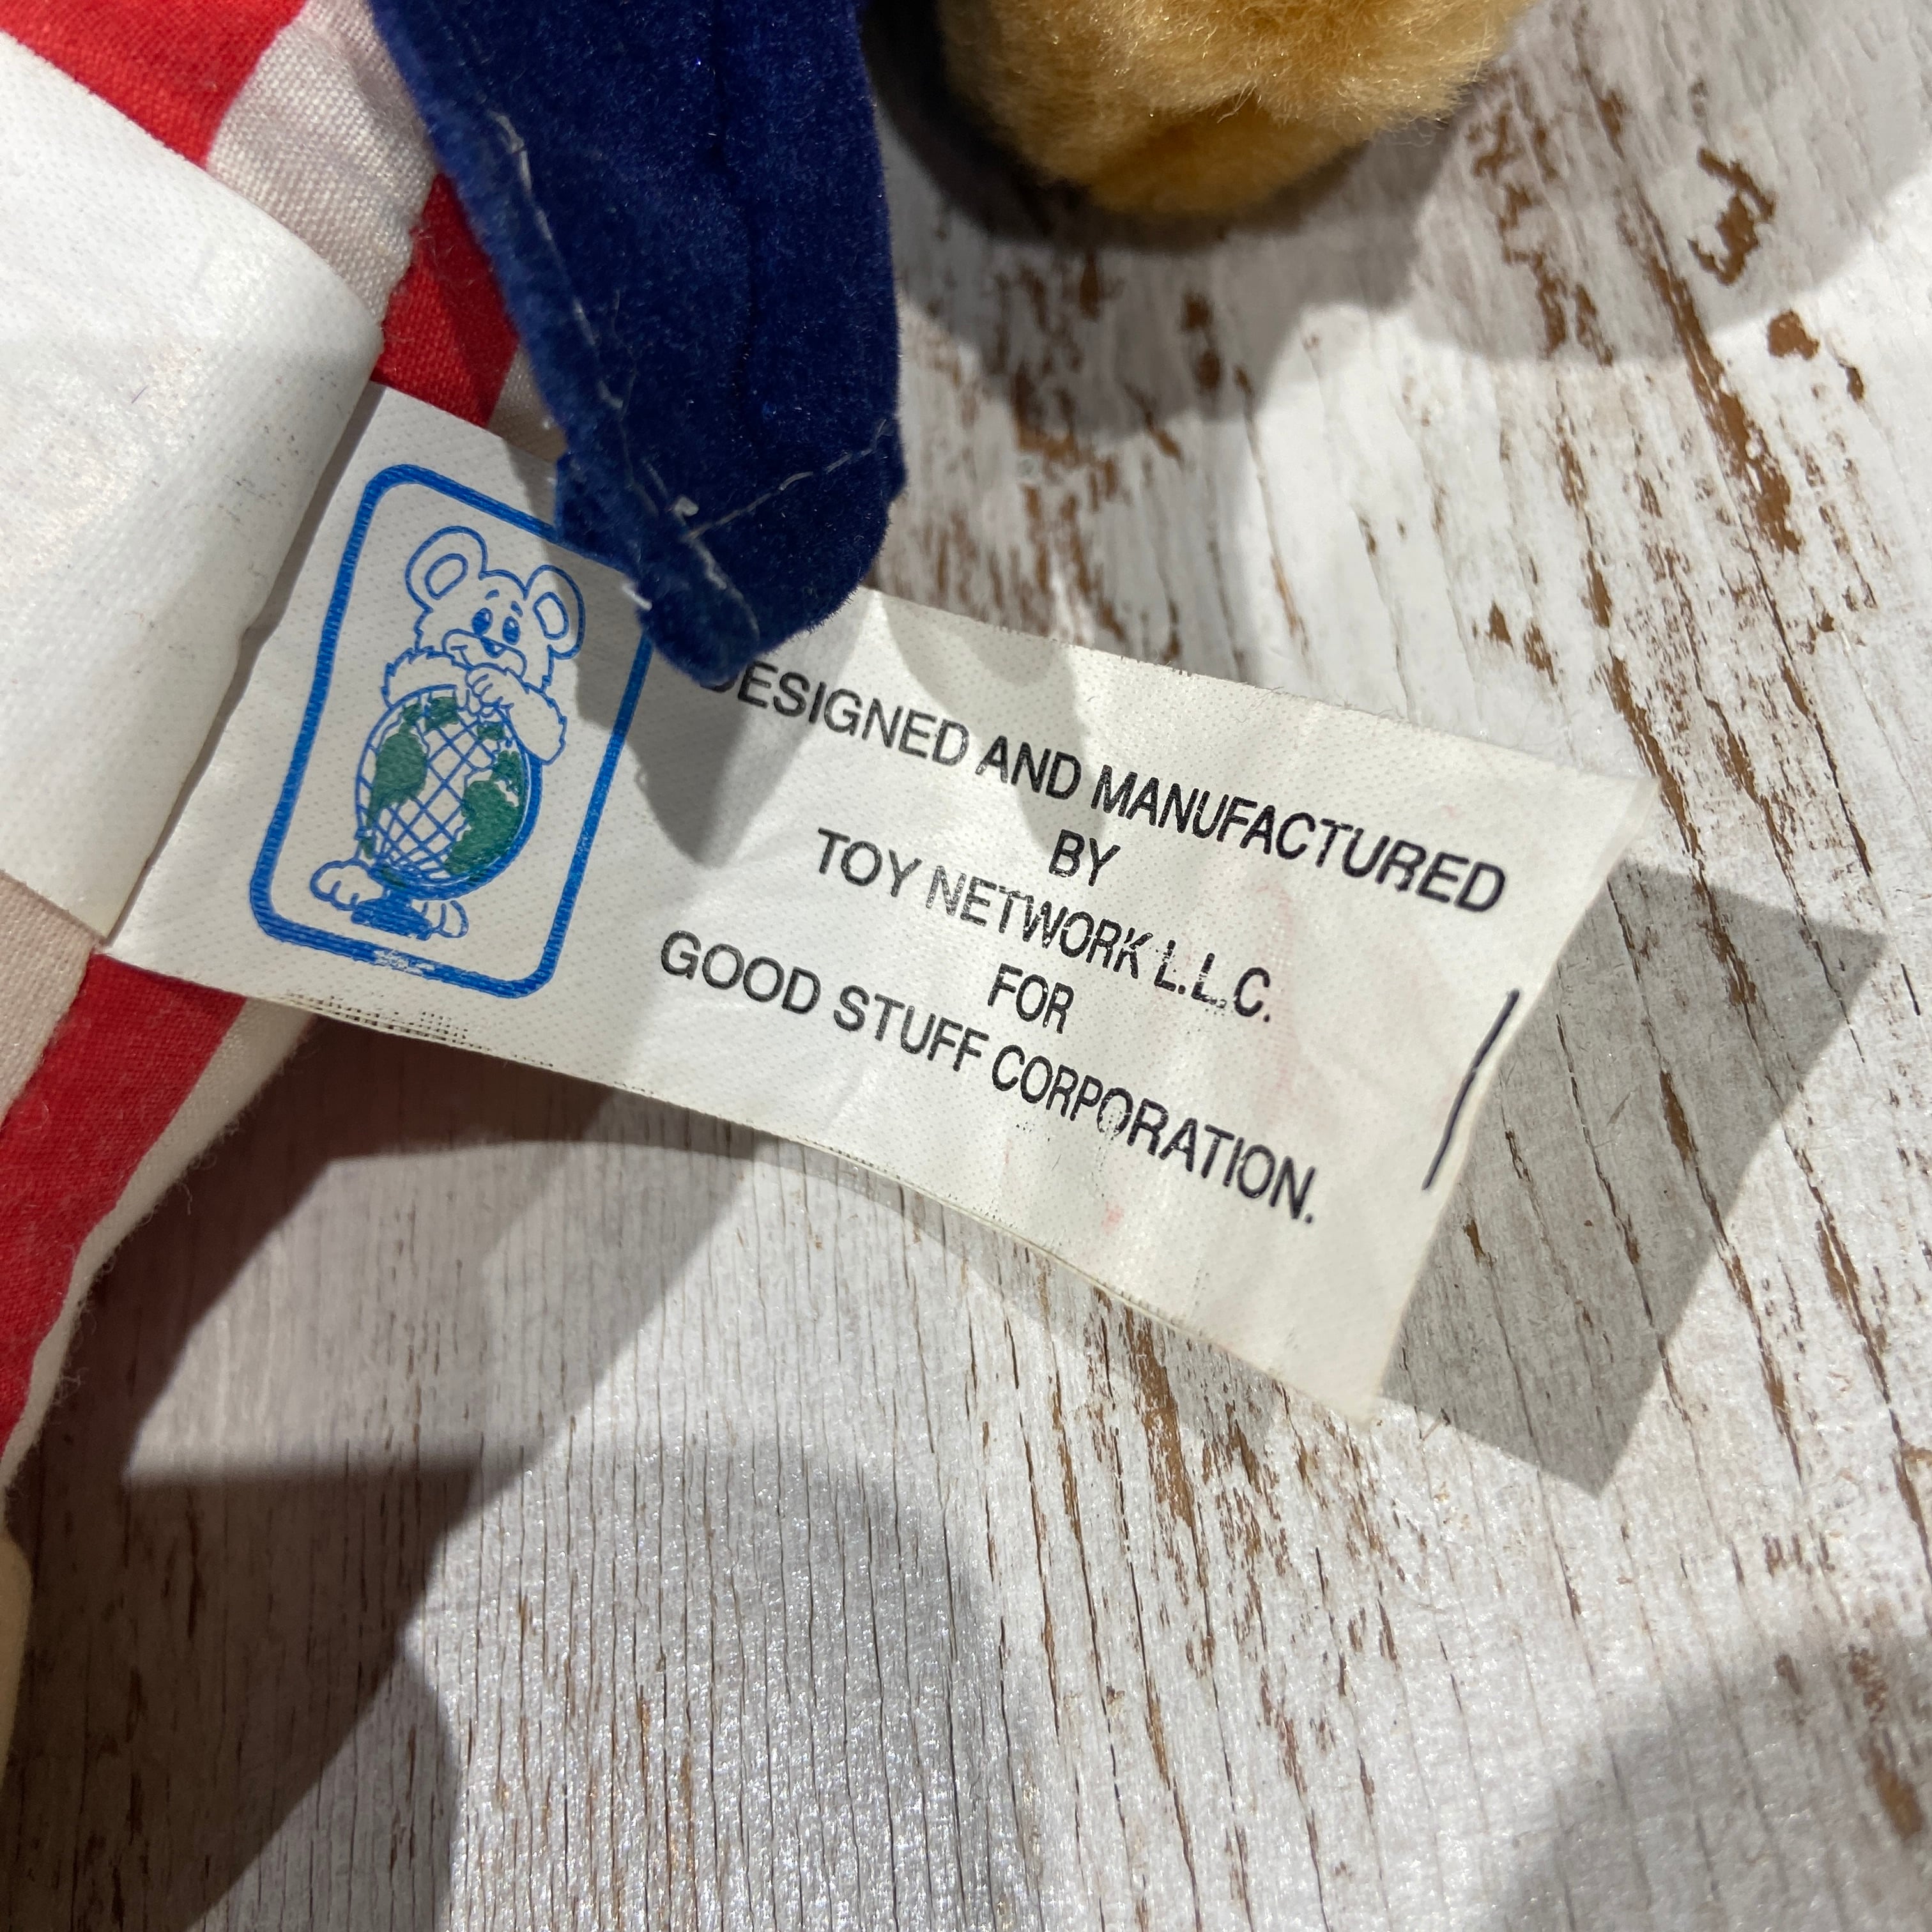 DESIGNED AND MANUFACTURED
BY
TOY NETWORK L.L.C.
FOR
GOOD STUFF CORPORATION.